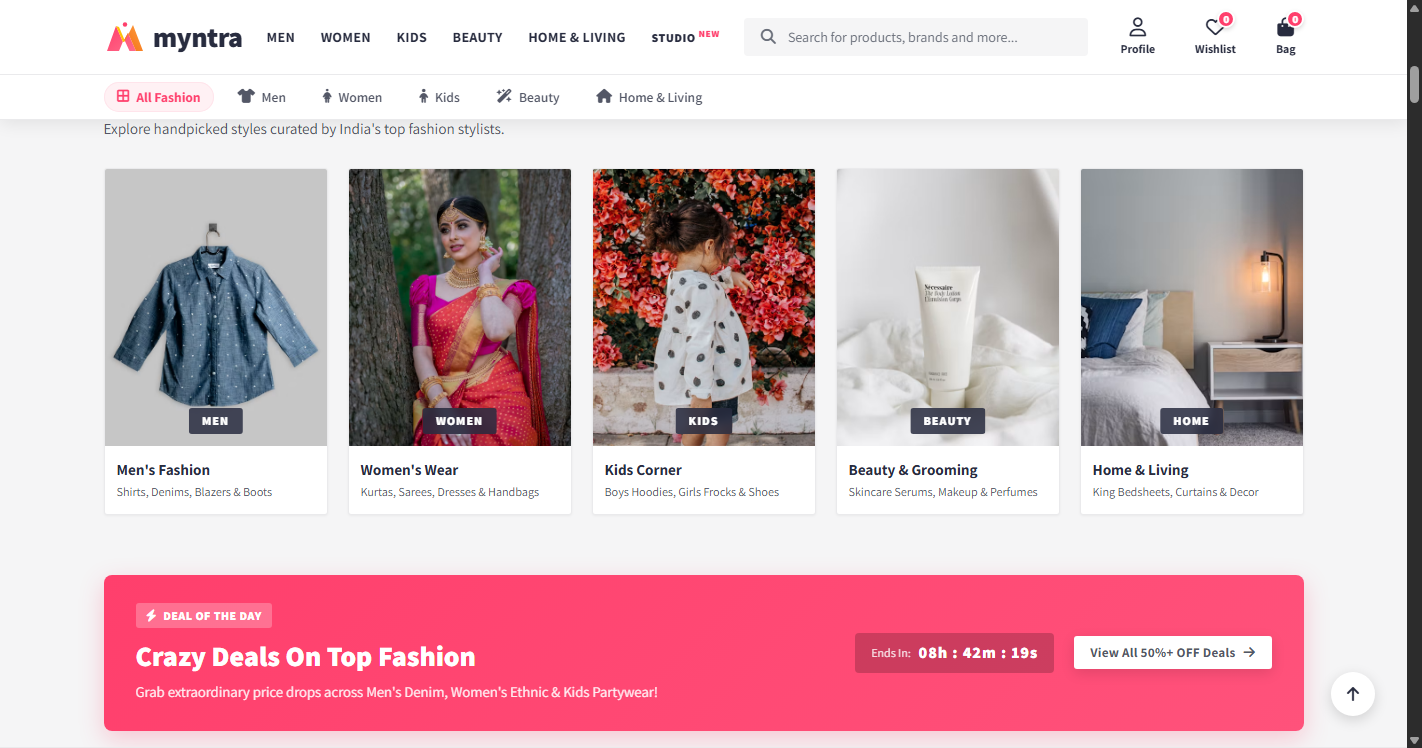 myntra
MEN
WOMEN
KIDS
BEAUTY
HOME & LIVING
STUDIO NEW
Search for products, brands and more...
Profile
0
Wishlist
0
Bag
All Fashion
Men
Women
Kids
Beauty
Home & Living
Explore handpicked styles curated by India's top fashion stylists.
MEN
Men's Fashion
Shirts, Denims, Blazers & Boots
WOMEN
Women's Wear
Kurtas, Sarees, Dresses & Handbags
KIDS
Kids Corner
Boys Hoodies, Girls Frocks & Shoes
Necessaire
The Body Lotion
BEAUTY
Beauty & Grooming
Skincare Serums, Makeup & Perfumes
HOME
Home & Living
King Bedsheets, Curtains & Decor
DEAL OF THE DAY
Crazy Deals On Top Fashion
Grab extraordinary price drops across Men's Denim, Women's Ethnic & Kids Partywear!
Ends In: 08h : 42m : 19s
View All 50%+ OFF Deals